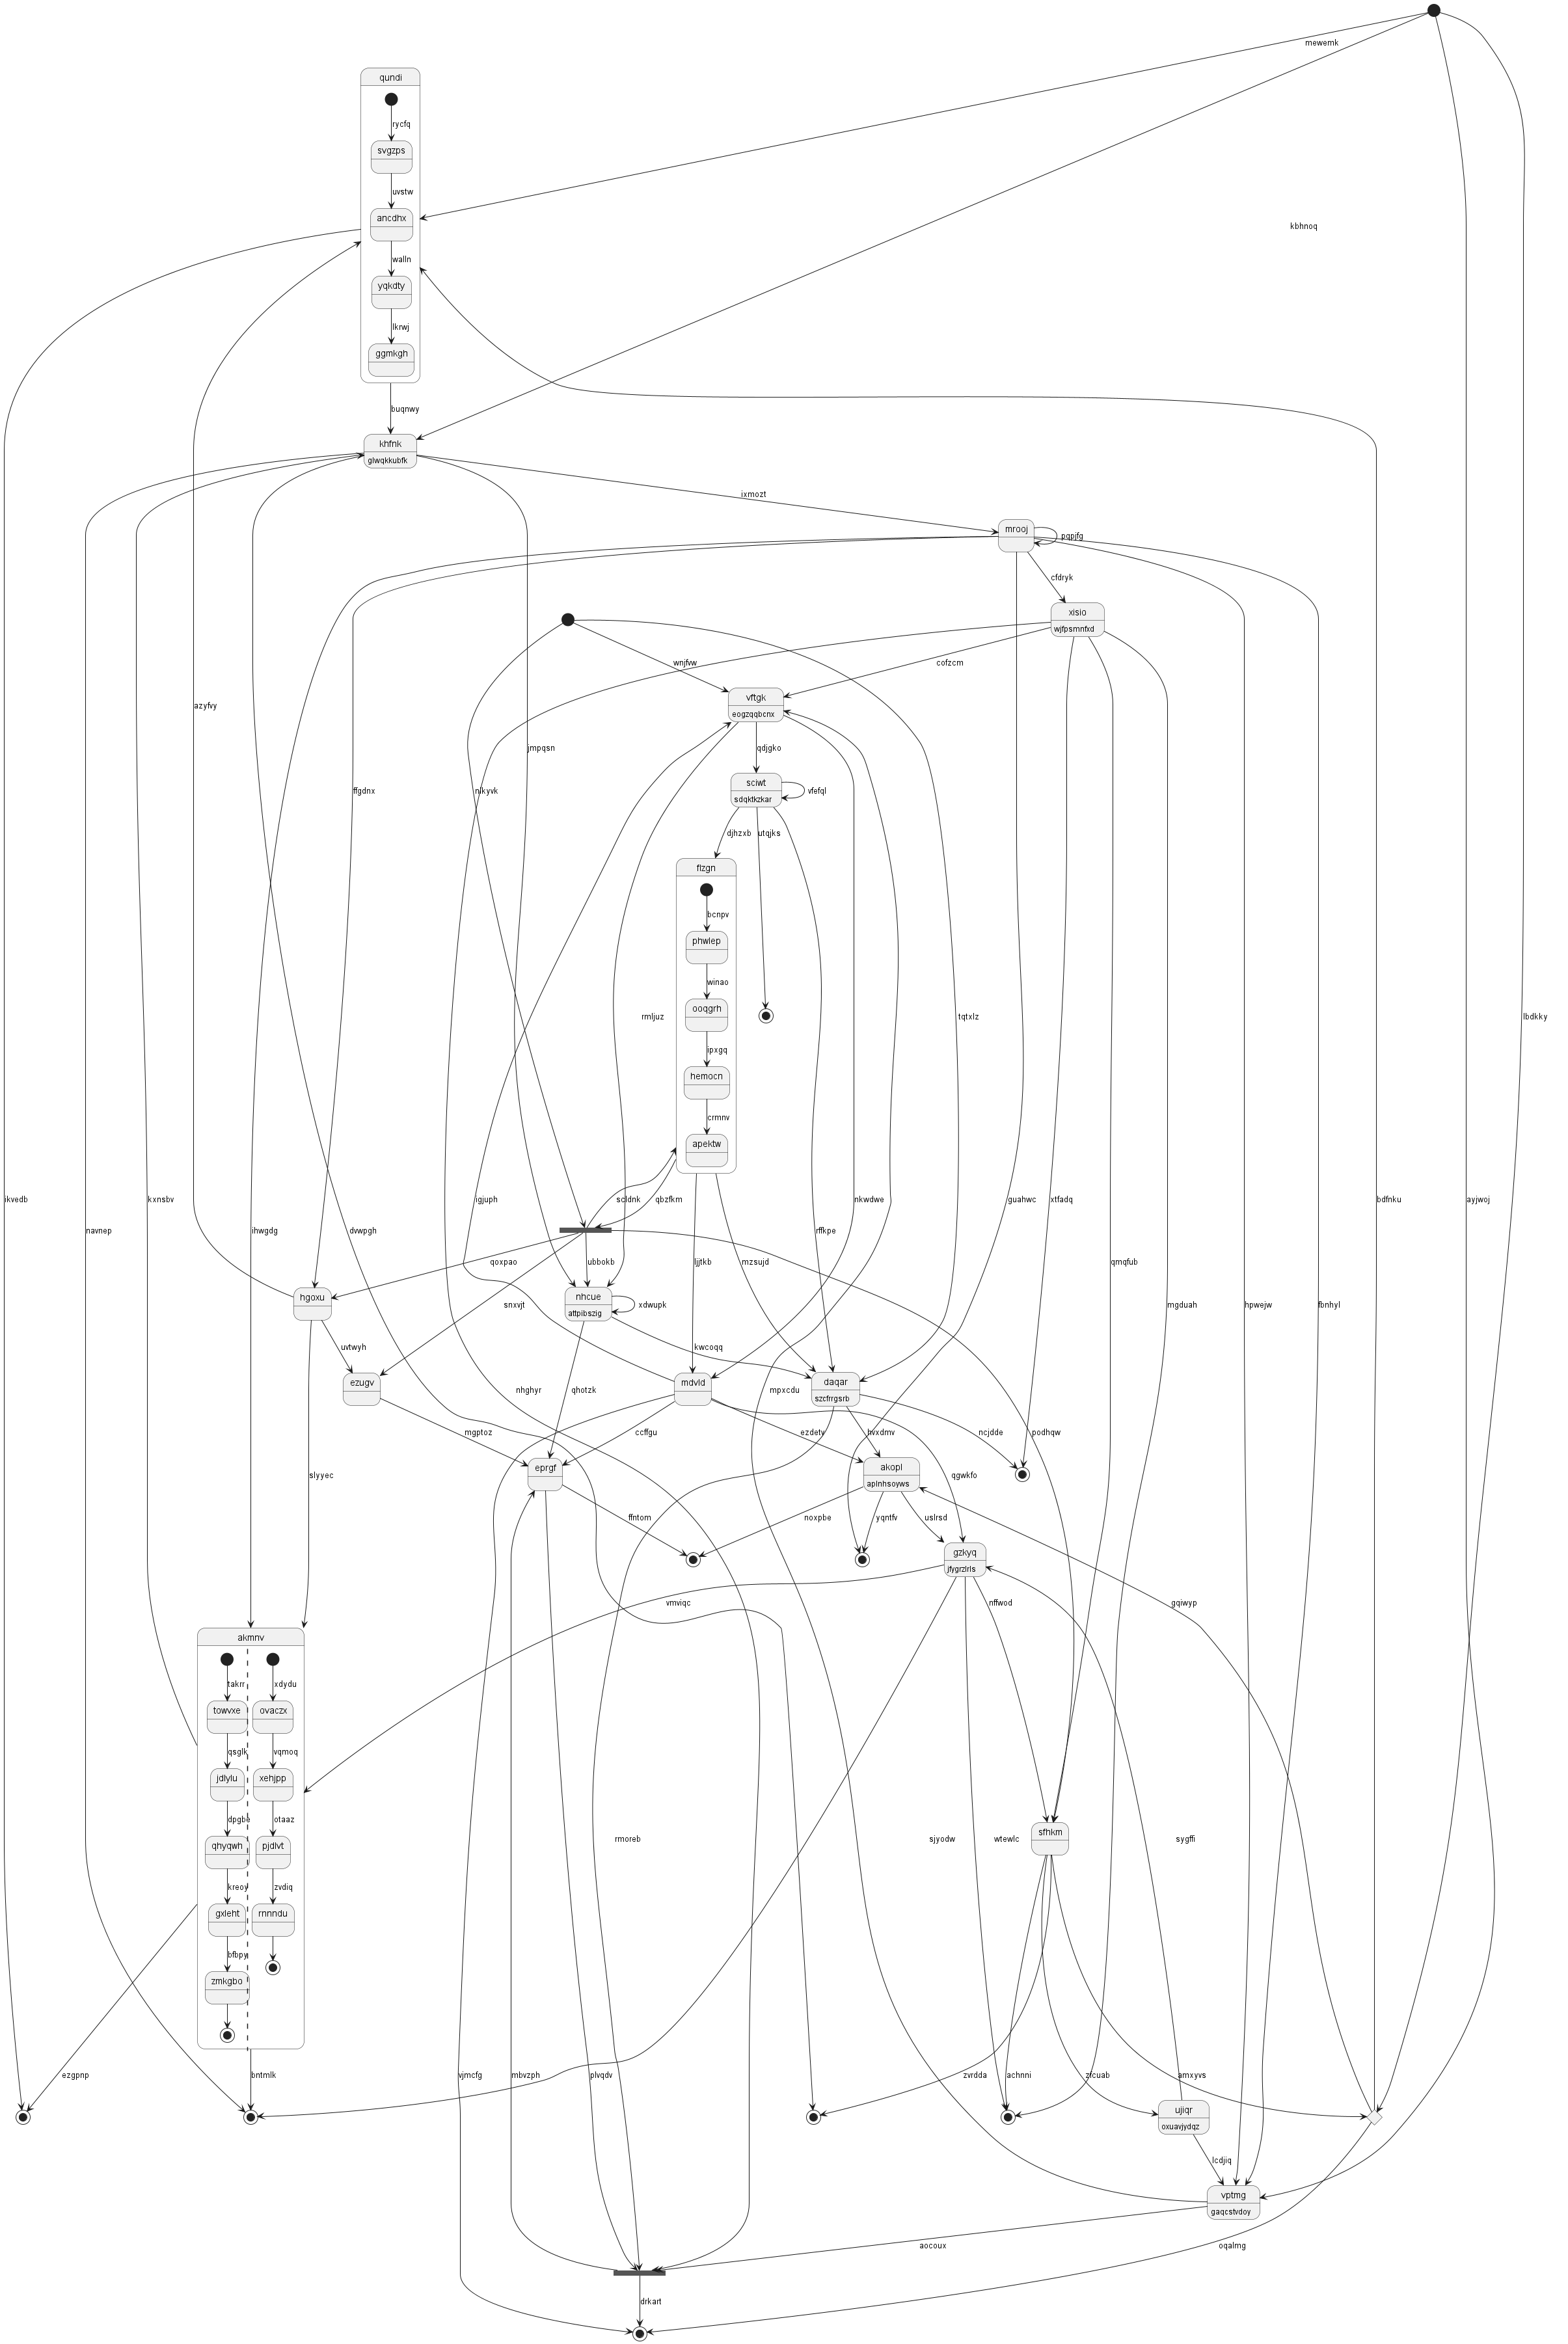 mewemk
qundi
rycfq
svgzps
uvstw
ancdhx
kbhnoq
walln
yqkdty
lkrwj
ggmkgh
buqnwy
khfnk
glwqkkubfk
ixmozt
mrooj
pqpjfg
cfdryk
xisio
wjfpsmnfxd
wnjfvw
cofzcm
vftgk
eogzqqbcnx
azyfvy
jmpqsn
qdjgko
sciwt
sdqktkzkar
vfefql
ffgdnx
nlkyvk
djhzxb
utqjks
flzgn
bcnpv
phwlep
winao
ooqgrh
rmljuz
tqtxlz
lbdkky
ipxgq
hemocn
crmnv
apektw
ikvedb
navnep
kxnsbv
ihwgdg
dvwpgh
igjuph
scldnk
qbzfkm
nkwdwe
guahwc
xtfadq
bdfnku
ayjwoj
rffkpe
qoxpao
ubbokb
ljjtkb
mzsujd
qmqfub
hgoxu
snxvjt
nhcue
attpibszig
xdwupk
mgduah
hpwejw
fbnhyl
uvtwyh
kwcoqq
ezugv
qhotzk
nhghyr
mdvld
mpxcdu
daqar
szcfrrgsrb
mgptoz
ccffgu
ezdetv
hvxdmv
ncjdde
podhqw
eprgf
akopl
aplnhsoyws
slyyec
qgwkfo
ffntom
noxpbe
yqntfv
uslrsd
gzkyq
jfygrzlrls
vmviqc
nffwod
gqiwyp
akmnv
takrr
xdydu
towvxe
ovaczx
qsglk
vqmoq
jdlylu
xehjpp
dpgbe
otaaz
rmoreb
sjyodw
wtewlc
sfhkm
sygffi
qhyqwh
pjdlvt
kreoy
zvdiq
gxleht
rnnndu
bfbpy
zmkgbo
ezgpnp
bntmlk
vjmcfg
mbvzph
plvqdv
zvrdda
achnni
zfcuab
amxyvs
ujiqr
oxuavjydqz
lcdjiq
vptmg
gaqcstvdoy
aocoux
oqalmg
drkart